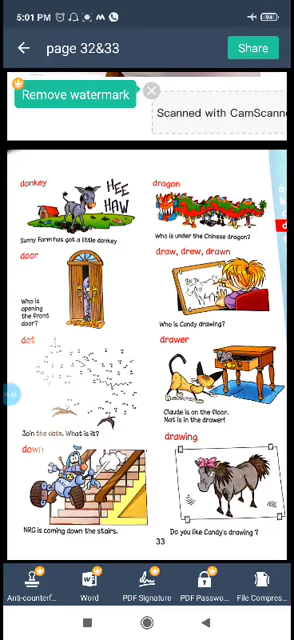 5:01 PM
94
page 32&33
Share
Remove watermark
Scanned with CamScann
donkey
HEE
HAW
Sunny Farm has got a little donkey
dragon
Who is under the Chinese dragon?
door
Who is
opening
the front
door?
draw, drew, drawn
Who is Candy drawing?
dot
Join the dots. What is it?
drawer
Claude is on the floor.
Nat is in the drawer!
down
NRG is coming down the stairs.
drawing
Do you like Candy's drawing ?
33
d
Anti-counterf...
Word
PDF Signature
PDF Passwo...
File Compres...